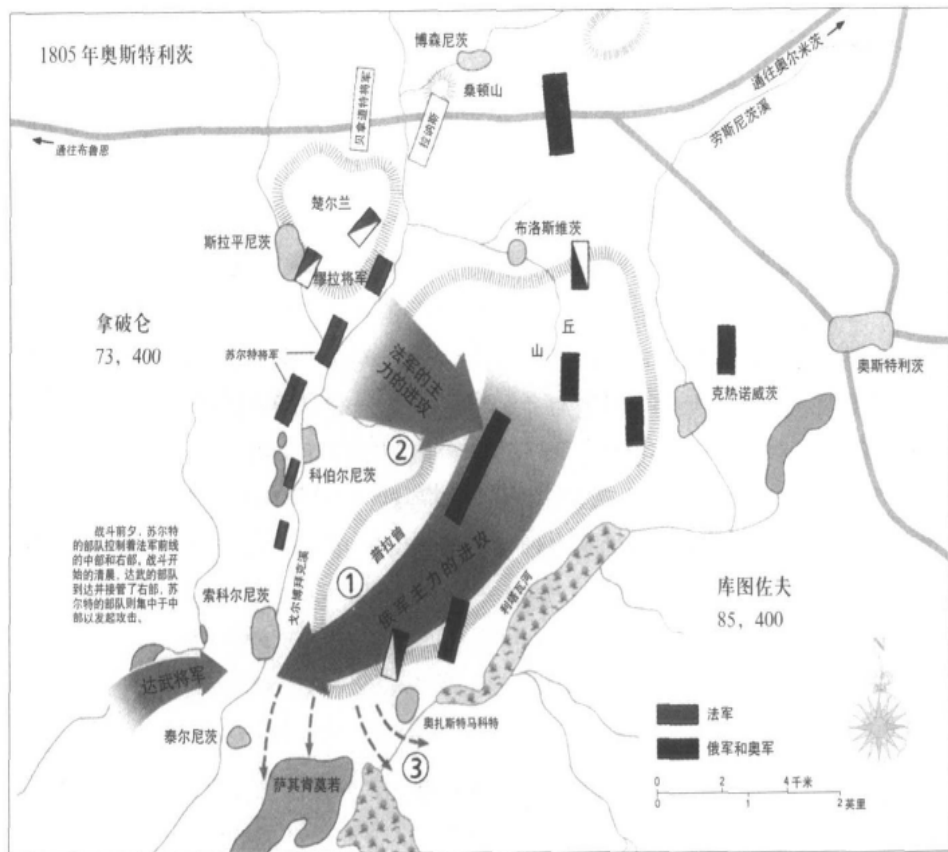 1805年奥斯特利茨
博森尼茨
桑顿山
通往奥尔米茨
劳斯尼茨溪
贝拿道特将军
拉纳斯
通往布鲁恩
楚尔兰
斯拉平尼茨
缪拉将军
布洛斯维茨
拿破仑
73，400
苏尔特将军
法军的主
力的进攻
丘
山
奥斯特利茨
克热诺威茨
②
科伯尔尼茨
战斗前夕，苏尔特
的部队控制着法军前线
的中部和右部。战斗开
始的清晨，达武的部队
到达并接管了右部，苏
尔特的部队则集中于中
部以发起攻击。
普拉曾
①
俄军主力的进攻
戈尔博拜克溪
索科尔尼茨
利塔瓦河
库图佐夫
85，400
达武将军
泰尔尼茨
奥扎斯特马科特
③
萨其肯莫若
N
法军
俄军和奥军
0 2 4 千米
0 1 2 英里